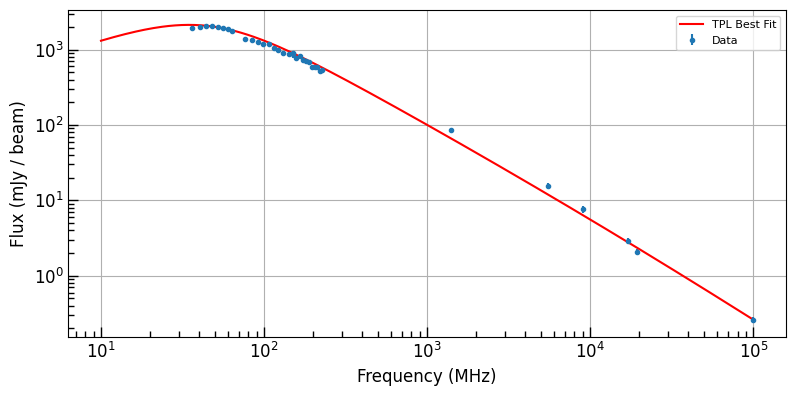 TPL Best Fit
Data
10³
10²
10¹
10⁰
Flux (mJy / beam)
10¹ 10² 10³ 10⁴ 10⁵
Frequency (MHz)